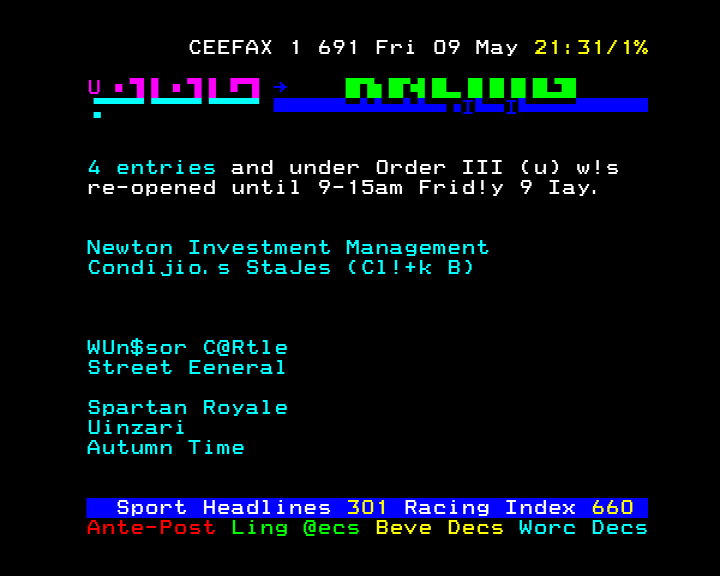 CEEFAX 1 691 Fri 09 May 21:31/1%
4 entries and under Order III (u) w!s
re-opened until 9-15am Frid!y 9 Iay.
Newton Investment Management
Condijio.s StaJes (Cl!+k B)
WUn$sor C@Rtle
Street Eeneral
Spartan Royale
Uinzari
Autumn Time
Sport Headlines 301 Racing Index 660
Ante-Post Ling @ecs Beve Decs Worc Decs